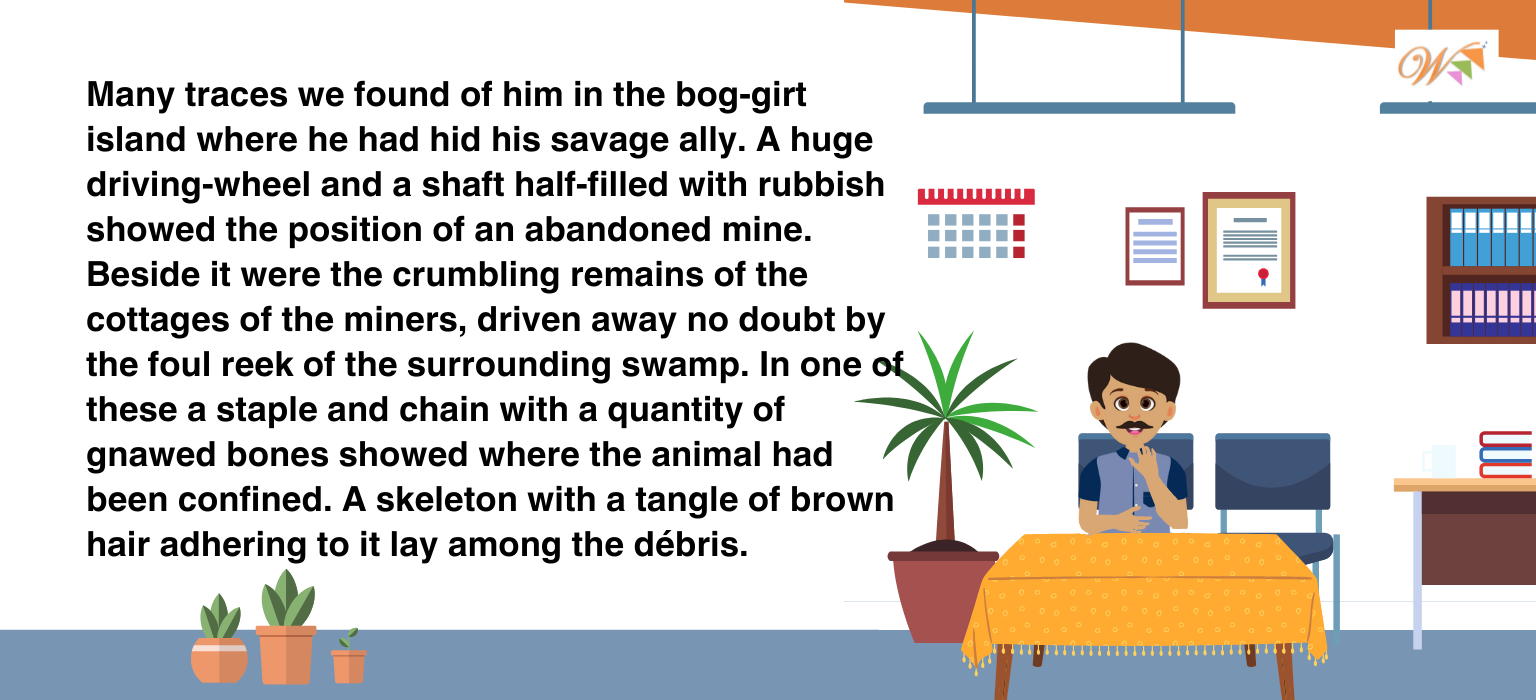 Many traces we found of him in the bog-girt
island where he had hid his savage ally. A huge
driving-wheel and a shaft half-filled with rubbish
showed the position of an abandoned mine.
Beside it were the crumbling remains of the
cottages of the miners, driven away no doubt by
the foul reek of the surrounding swamp. In one of
these a staple and chain with a quantity of
gnawed bones showed where the animal had
been confined. A skeleton with a tangle of brown
hair adhering to it lay among the débris.
W